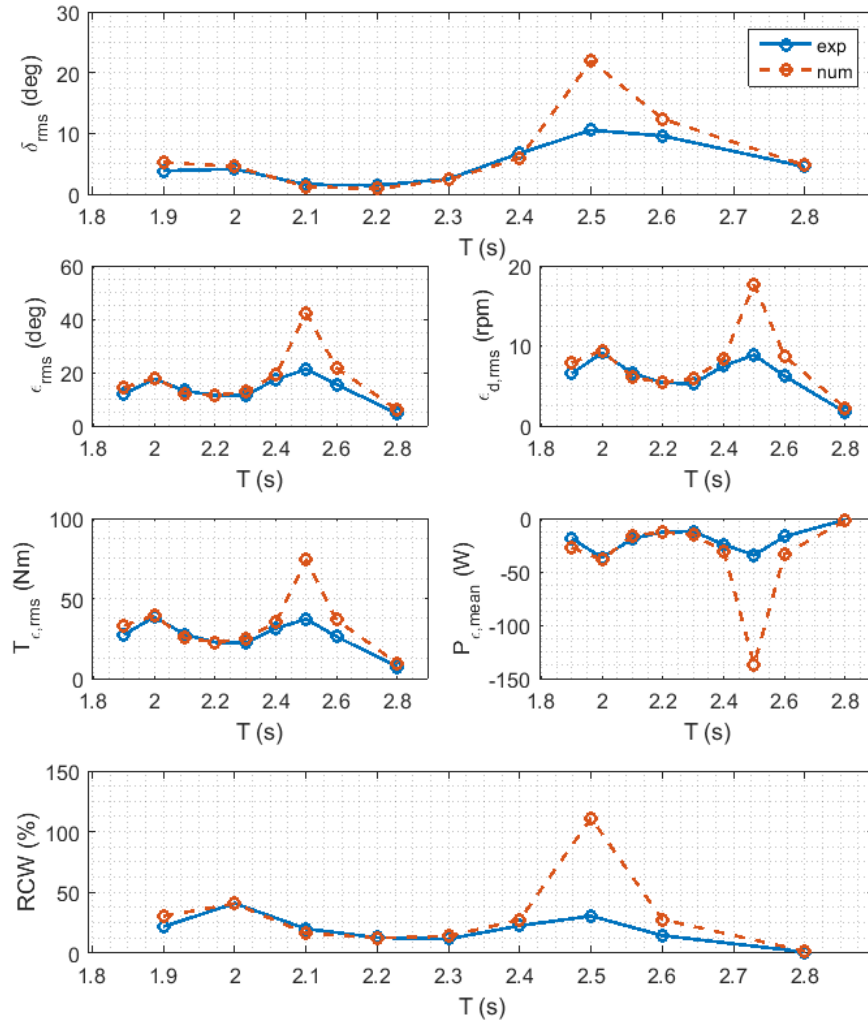 30
20
10
0
δrms (deg)
exp
num
1.8 1.9 2 2.1 2.2 2.3 2.4 2.5 2.6 2.7 2.8
T (s)
60
40
20
0
ϵrms (deg)
1.8 2 2.2 2.4 2.6 2.8
T (s)
20
10
0
ϵd,rms (rpm)
1.8 2 2.2 2.4 2.6 2.8
T (s)
100
50
0
Tϵ,rms (Nm)
1.8 2 2.2 2.4 2.6 2.8
T (s)
0
-50
-100
-150
Pϵ,mean (W)
1.8 2 2.2 2.4 2.6 2.8
T (s)
150
100
50
0
RCW (%)
1.8 1.9 2 2.1 2.2 2.3 2.4 2.5 2.6 2.7 2.8
T (s)